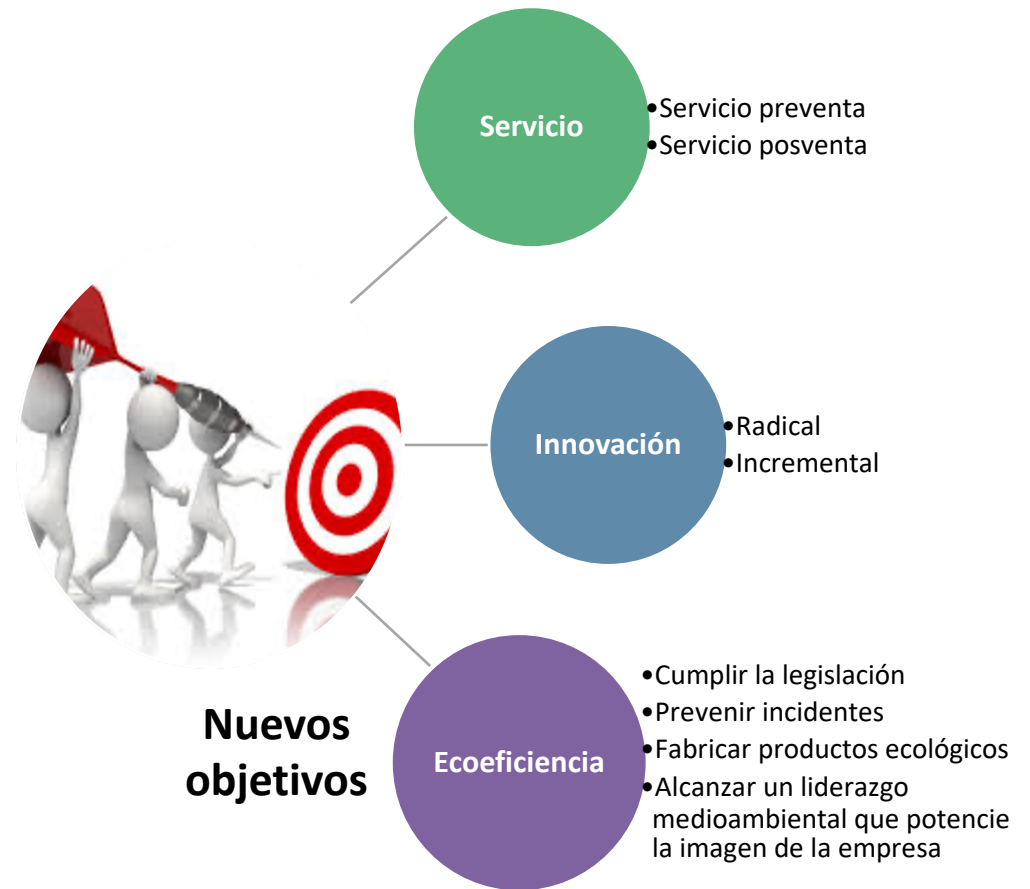 Servicio
•Servicio preventa
•Servicio posventa
Innovación
•Radical
•Incremental
Nuevos
objetivos
Ecoeficiencia
•Cumplir la legislación
•Prevenir incidentes
•Fabricar productos ecológicos
•Alcanzar un liderazgo
medioambiental que potencie
la imagen de la empresa